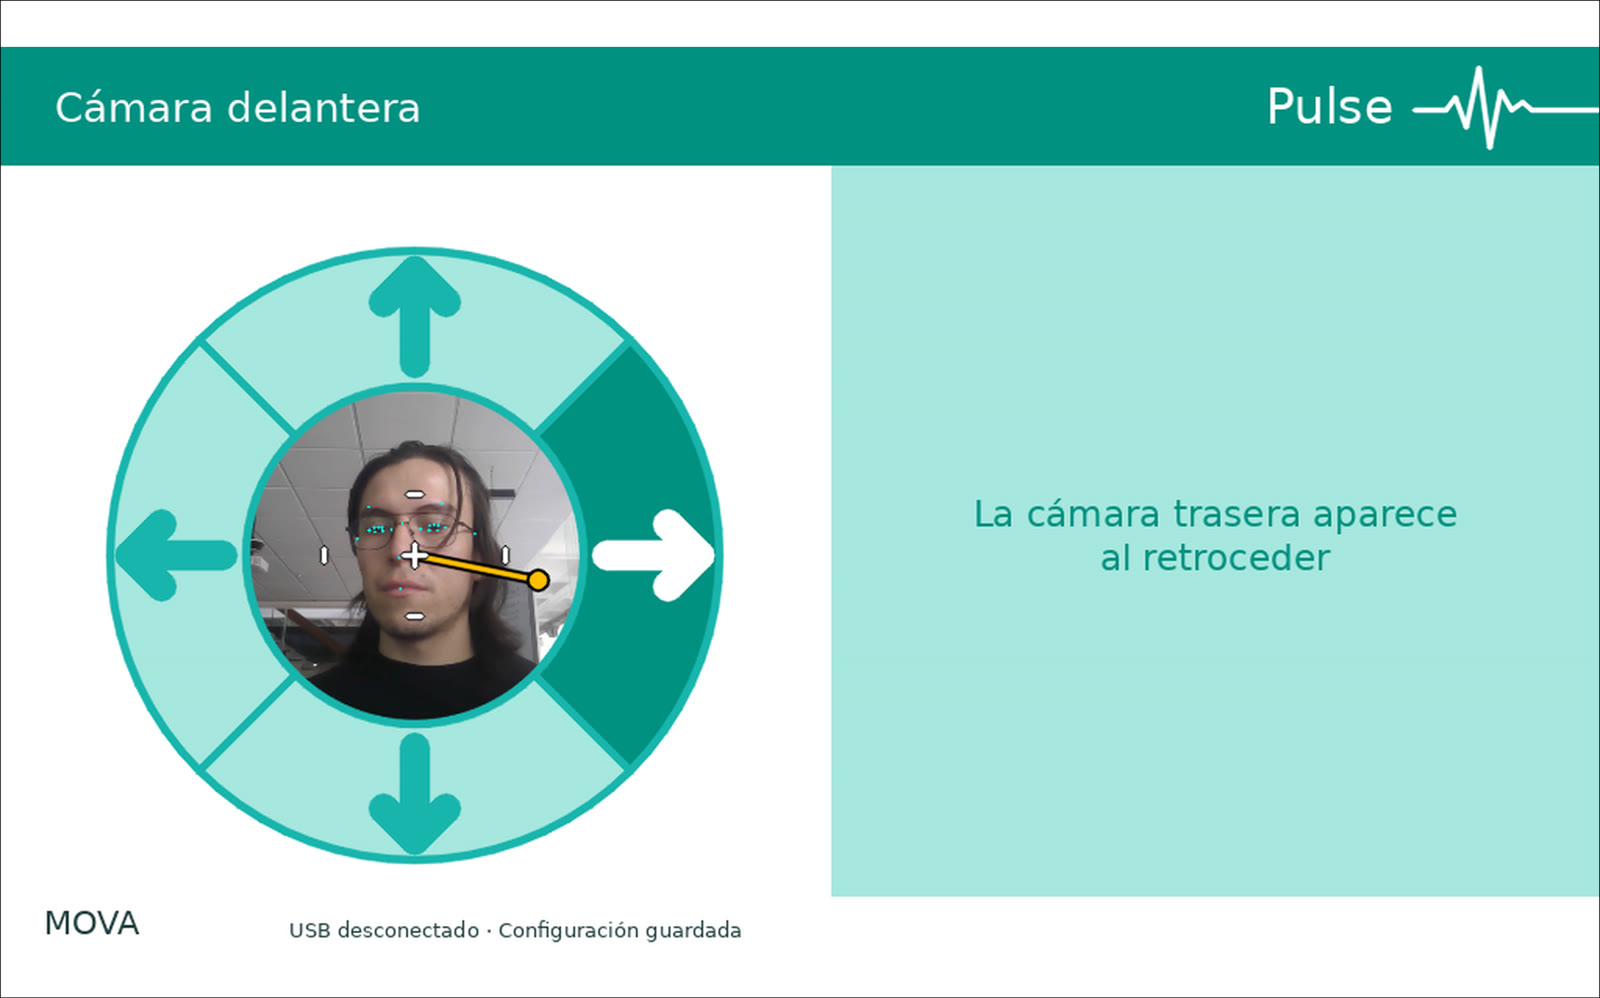 Cámara delantera
Pulse
La cámara trasera aparece
al retroceder
MOVA
USB desconectado · Configuración guardada